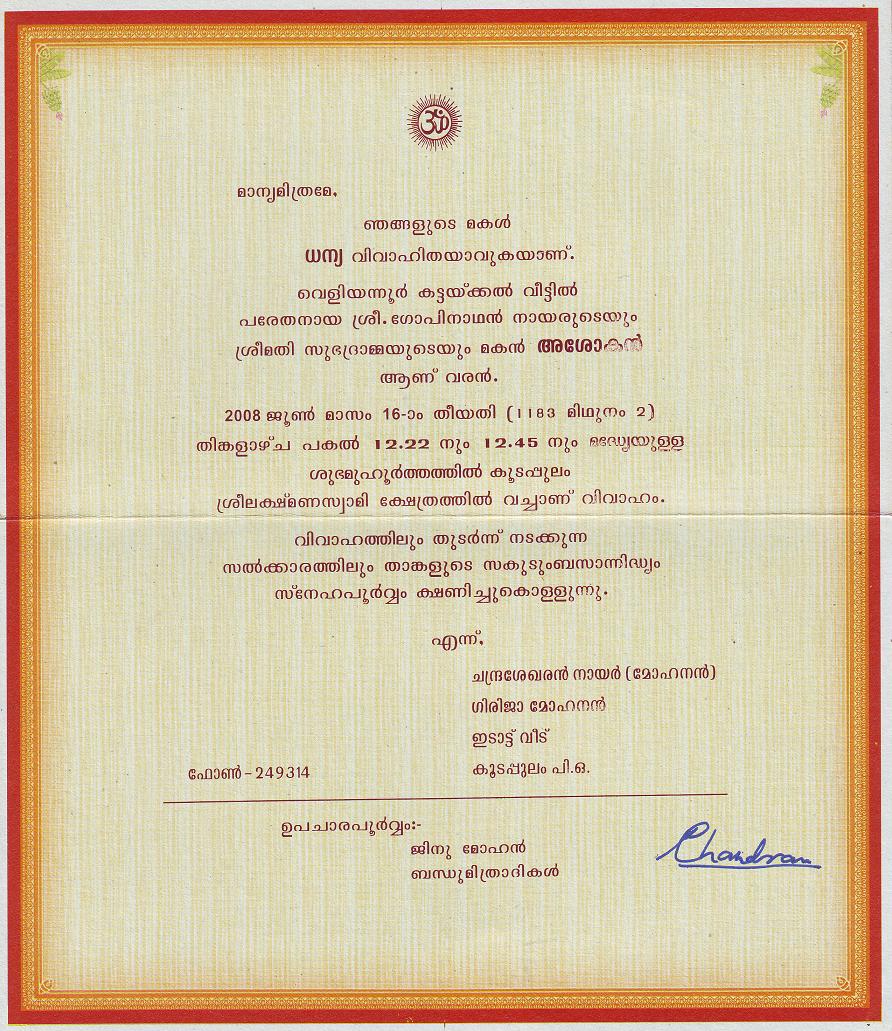 ഓം
മാന്യമിത്രമേ,
ഞങ്ങളുടെ മകൾ
ധന്യ വിവാഹിതയാവുകയാണ്.
വെളിയന്നൂർ കട്ടയ്ക്കൽ വീട്ടിൽ
പരേതനായ ശ്രീ. ഗോപിനാഥൻ നായരുടെയും
ശ്രീമതി സുഭദ്രാമ്മയുടെയും മകൻ അശോകൻ
ആണ് വരൻ.
2008 ജൂൺ മാസം 16-ാം തീയതി (1183 മിഥുനം 2)
തിങ്കളാഴ്ച പകൽ 12.22 നും 12.45 നും മദ്ധ്യേയുള്ള
ശുഭമുഹൂർത്തത്തിൽ കൂടപ്പുലം
ശ്രീലക്ഷ്മണസ്വാമി ക്ഷേത്രത്തിൽ വച്ചാണ് വിവാഹം.
വിവാഹത്തിലും തുടർന്ന് നടക്കുന്ന
സൽക്കാരത്തിലും താങ്കളുടെ സകുടുംബസാന്നിദ്ധ്യം
സ്നേഹപൂർവ്വം ക്ഷണിച്ചുകൊള്ളുന്നു.
എന്ന്,
ചന്ദ്രശേഖരൻ നായർ (മോഹനൻ)
ഗിരിജാ മോഹനൻ
ഇടാട്ട് വീട്
ഫോൺ - 249314 കൂടപ്പുലം പി.ഒ.
ഉപചാരപൂർവ്വം:-
ജിനു മോഹൻ
ബന്ധുമിത്രാദികൾ
Chandran